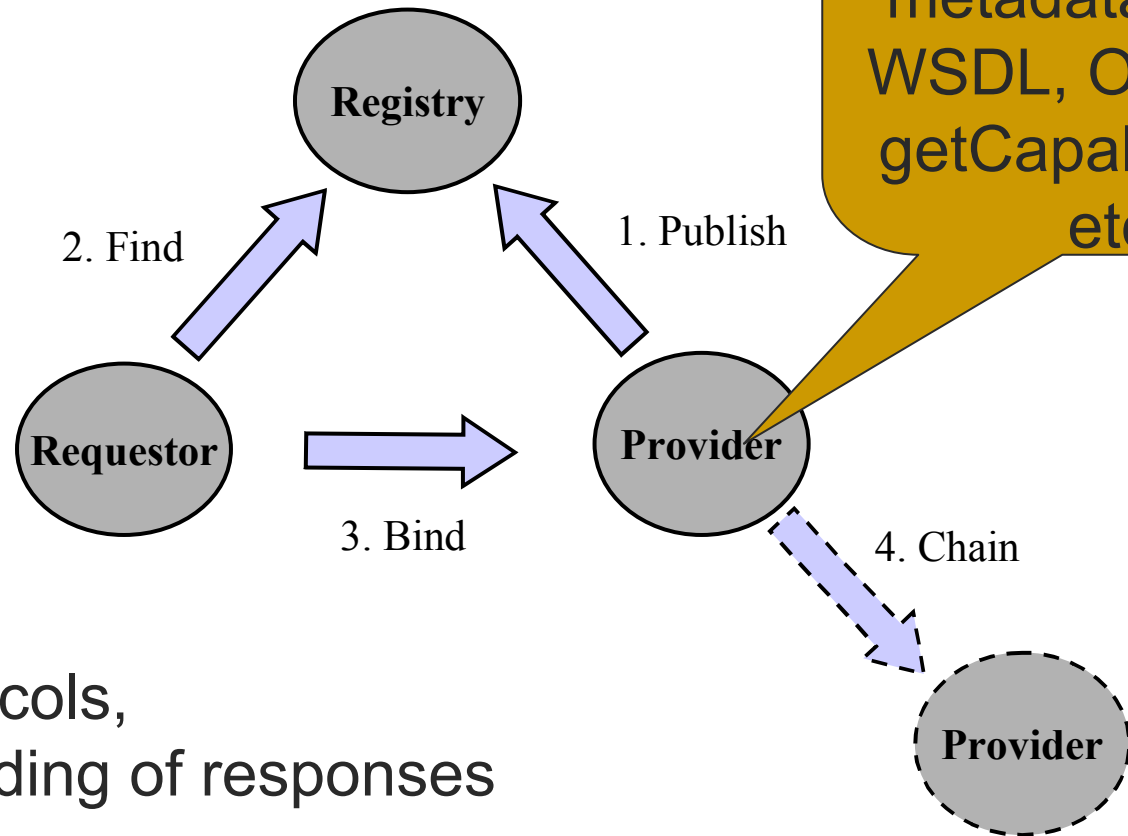 metadata
WSDL, O
getCapal
etc
Registry
2. Find
1. Publish
Requestor
Provider
3. Bind
4. Chain
cols,
ding of responses
Provider